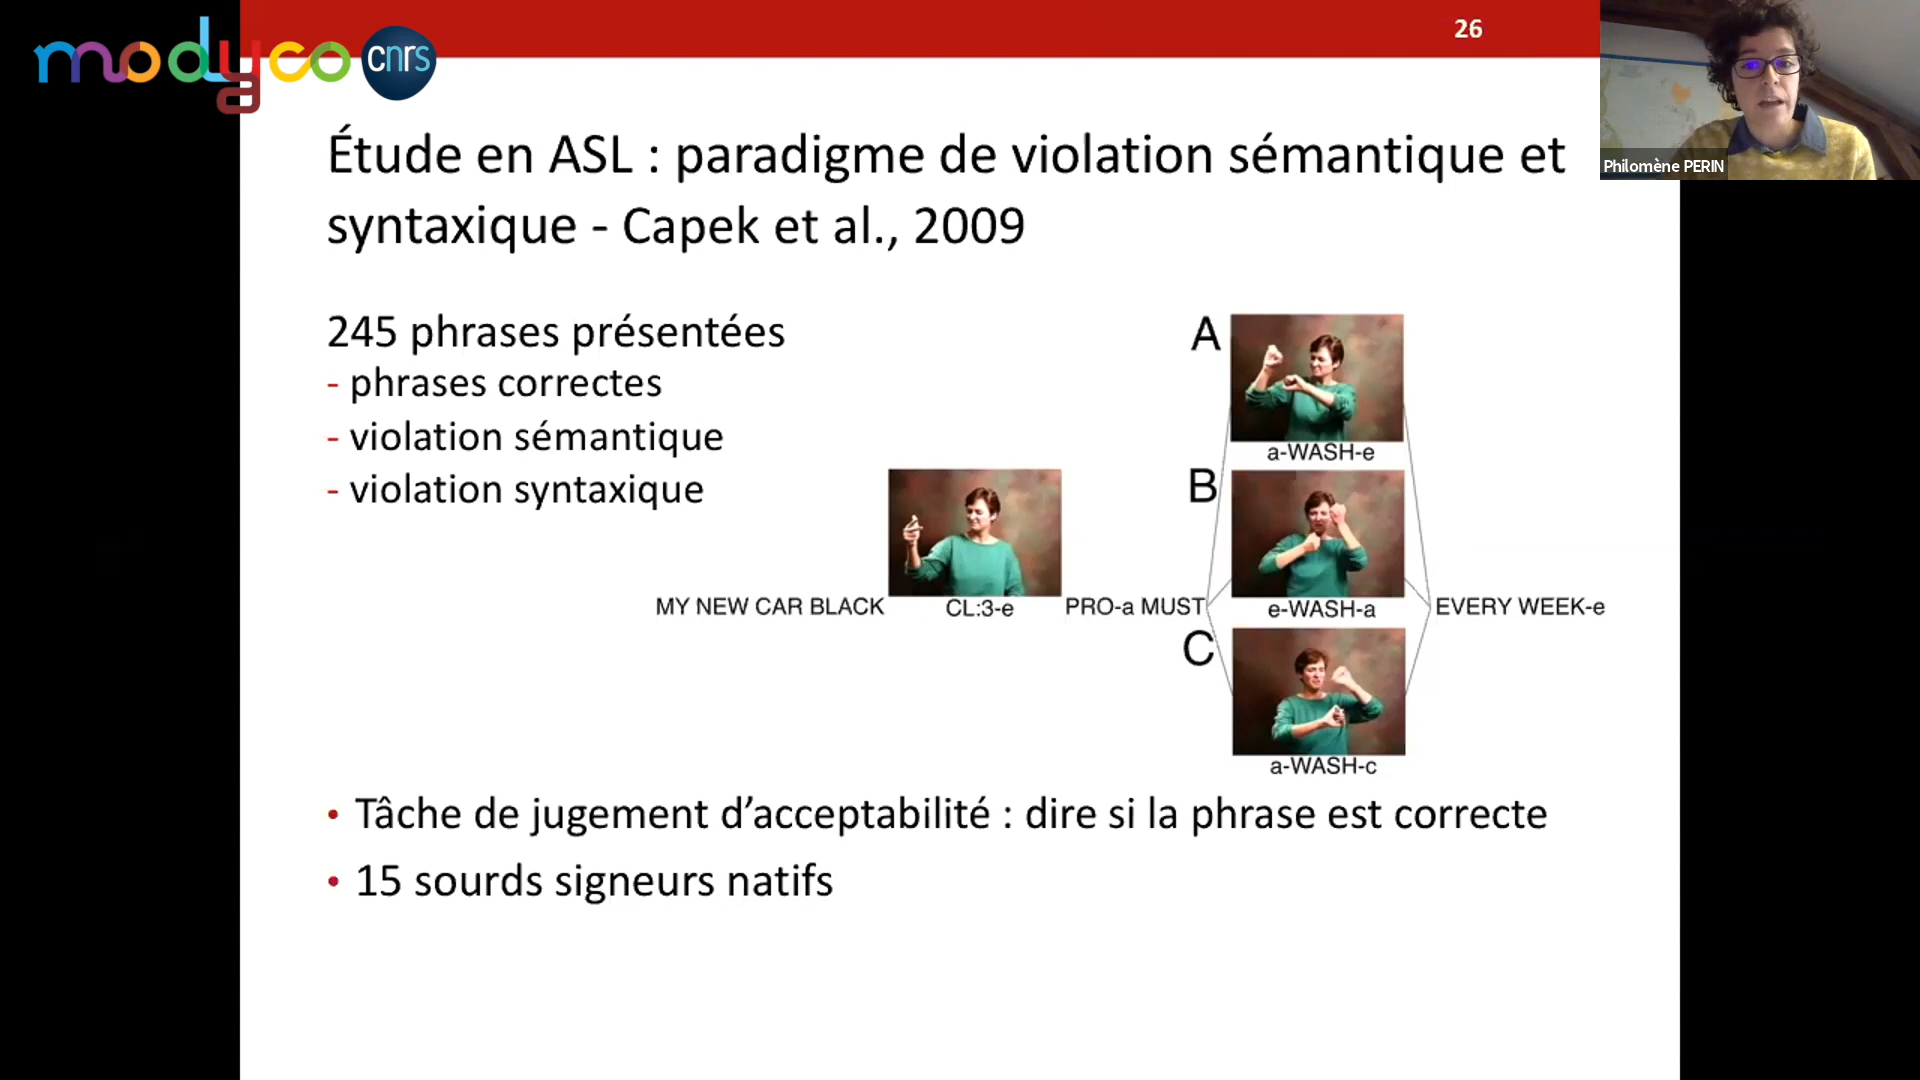 modyco
cnrs
26
Philomène PERIN
Étude en ASL : paradigme de violation sémantique et
syntaxique - Capek et al., 2009
245 phrases présentées
- phrases correctes
- violation sémantique
- violation syntaxique
A
a-WASH-e
B
MY NEW CAR BLACK CL:3-e PRO-a MUST e-WASH-a EVERY WEEK-e
C
a-WASH-c
• Tâche de jugement d’acceptabilité : dire si la phrase est correcte
• 15 sourds signeurs natifs